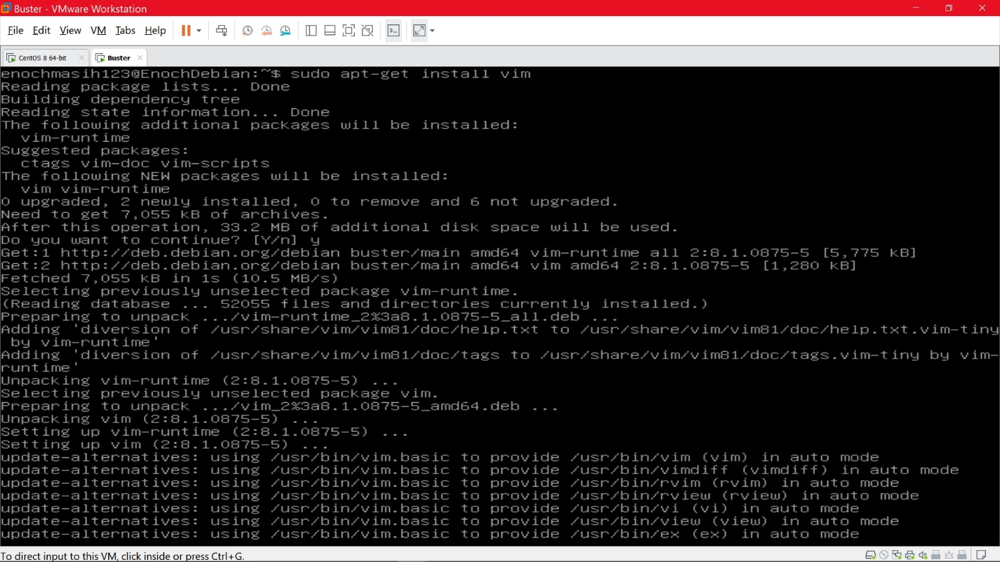 Buster - VMware Workstation
File Edit View VM Tabs Help
CentOS 8 64-bit Buster
enochmasih123@EnochDebian:~$ sudo apt-get install vim
Reading package lists... Done
Building dependency tree
Reading state information... Done
The following additional packages will be installed:
  vim-runtime
Suggested packages:
  ctags vim-doc vim-scripts
The following NEW packages will be installed:
  vim vim-runtime
0 upgraded, 2 newly installed, 0 to remove and 6 not upgraded.
Need to get 7,055 kB of archives.
After this operation, 33.2 MB of additional disk space will be used.
Do you want to continue? [Y/n] y
Get:1 http://deb.debian.org/debian buster/main amd64 vim-runtime all 2:8.1.0875-5 [5,775 kB]
Get:2 http://deb.debian.org/debian buster/main amd64 vim amd64 2:8.1.0875-5 [1,280 kB]
Fetched 7,055 kB in 1s (10.5 MB/s)
Selecting previously unselected package vim-runtime.
(Reading database ... 52055 files and directories currently installed.)
Preparing to unpack .../vim-runtime_2%3a8.1.0875-5_all.deb ...
Adding 'diversion of /usr/share/vim/vim81/doc/help.txt to /usr/share/vim/vim81/doc/help.txt.vim-tiny
 by vim-runtime'
Adding 'diversion of /usr/share/vim/vim81/doc/tags to /usr/share/vim/vim81/doc/tags.vim-tiny by vim-
runtime'
Unpacking vim-runtime (2:8.1.0875-5) ...
Selecting previously unselected package vim.
Preparing to unpack .../vim_2%3a8.1.0875-5_amd64.deb ...
Unpacking vim (2:8.1.0875-5) ...
Setting up vim-runtime (2:8.1.0875-5) ...
Setting up vim (2:8.1.0875-5) ...
update-alternatives: using /usr/bin/vim.basic to provide /usr/bin/vim (vim) in auto mode
update-alternatives: using /usr/bin/vim.basic to provide /usr/bin/vimdiff (vimdiff) in auto mode
update-alternatives: using /usr/bin/vim.basic to provide /usr/bin/rvim (rvim) in auto mode
update-alternatives: using /usr/bin/vim.basic to provide /usr/bin/rview (rview) in auto mode
update-alternatives: using /usr/bin/vim.basic to provide /usr/bin/vi (vi) in auto mode
update-alternatives: using /usr/bin/vim.basic to provide /usr/bin/view (view) in auto mode
update-alternatives: using /usr/bin/vim.basic to provide /usr/bin/ex (ex) in auto mode
To direct input to this VM, click inside or press Ctrl+G.